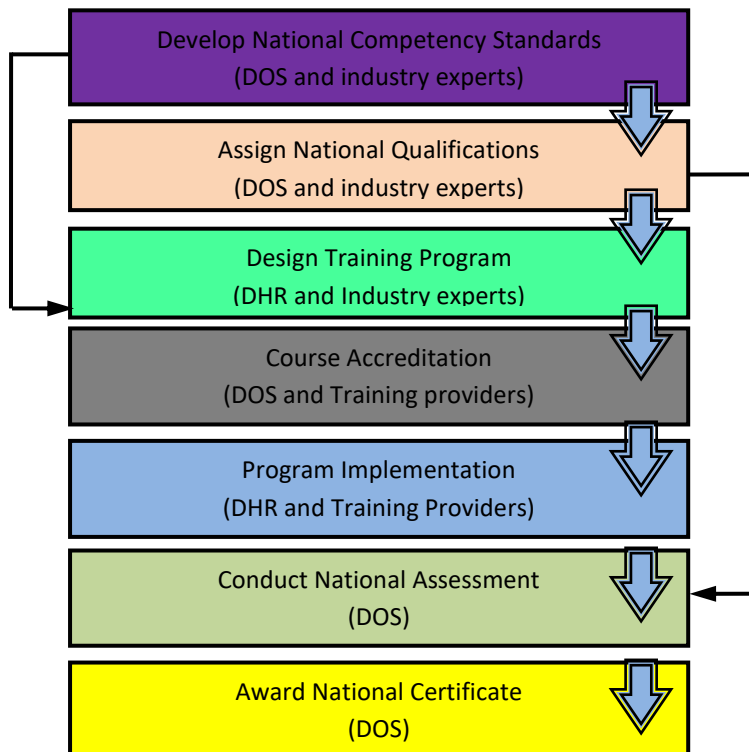 Develop National Competency Standards
(DOS and industry experts)
Assign National Qualifications
(DOS and industry experts)
Design Training Program
(DHR and Industry experts)
Course Accreditation
(DOS and Training providers)
Program Implementation
(DHR and Training Providers)
Conduct National Assessment
(DOS)
Award National Certificate
(DOS)